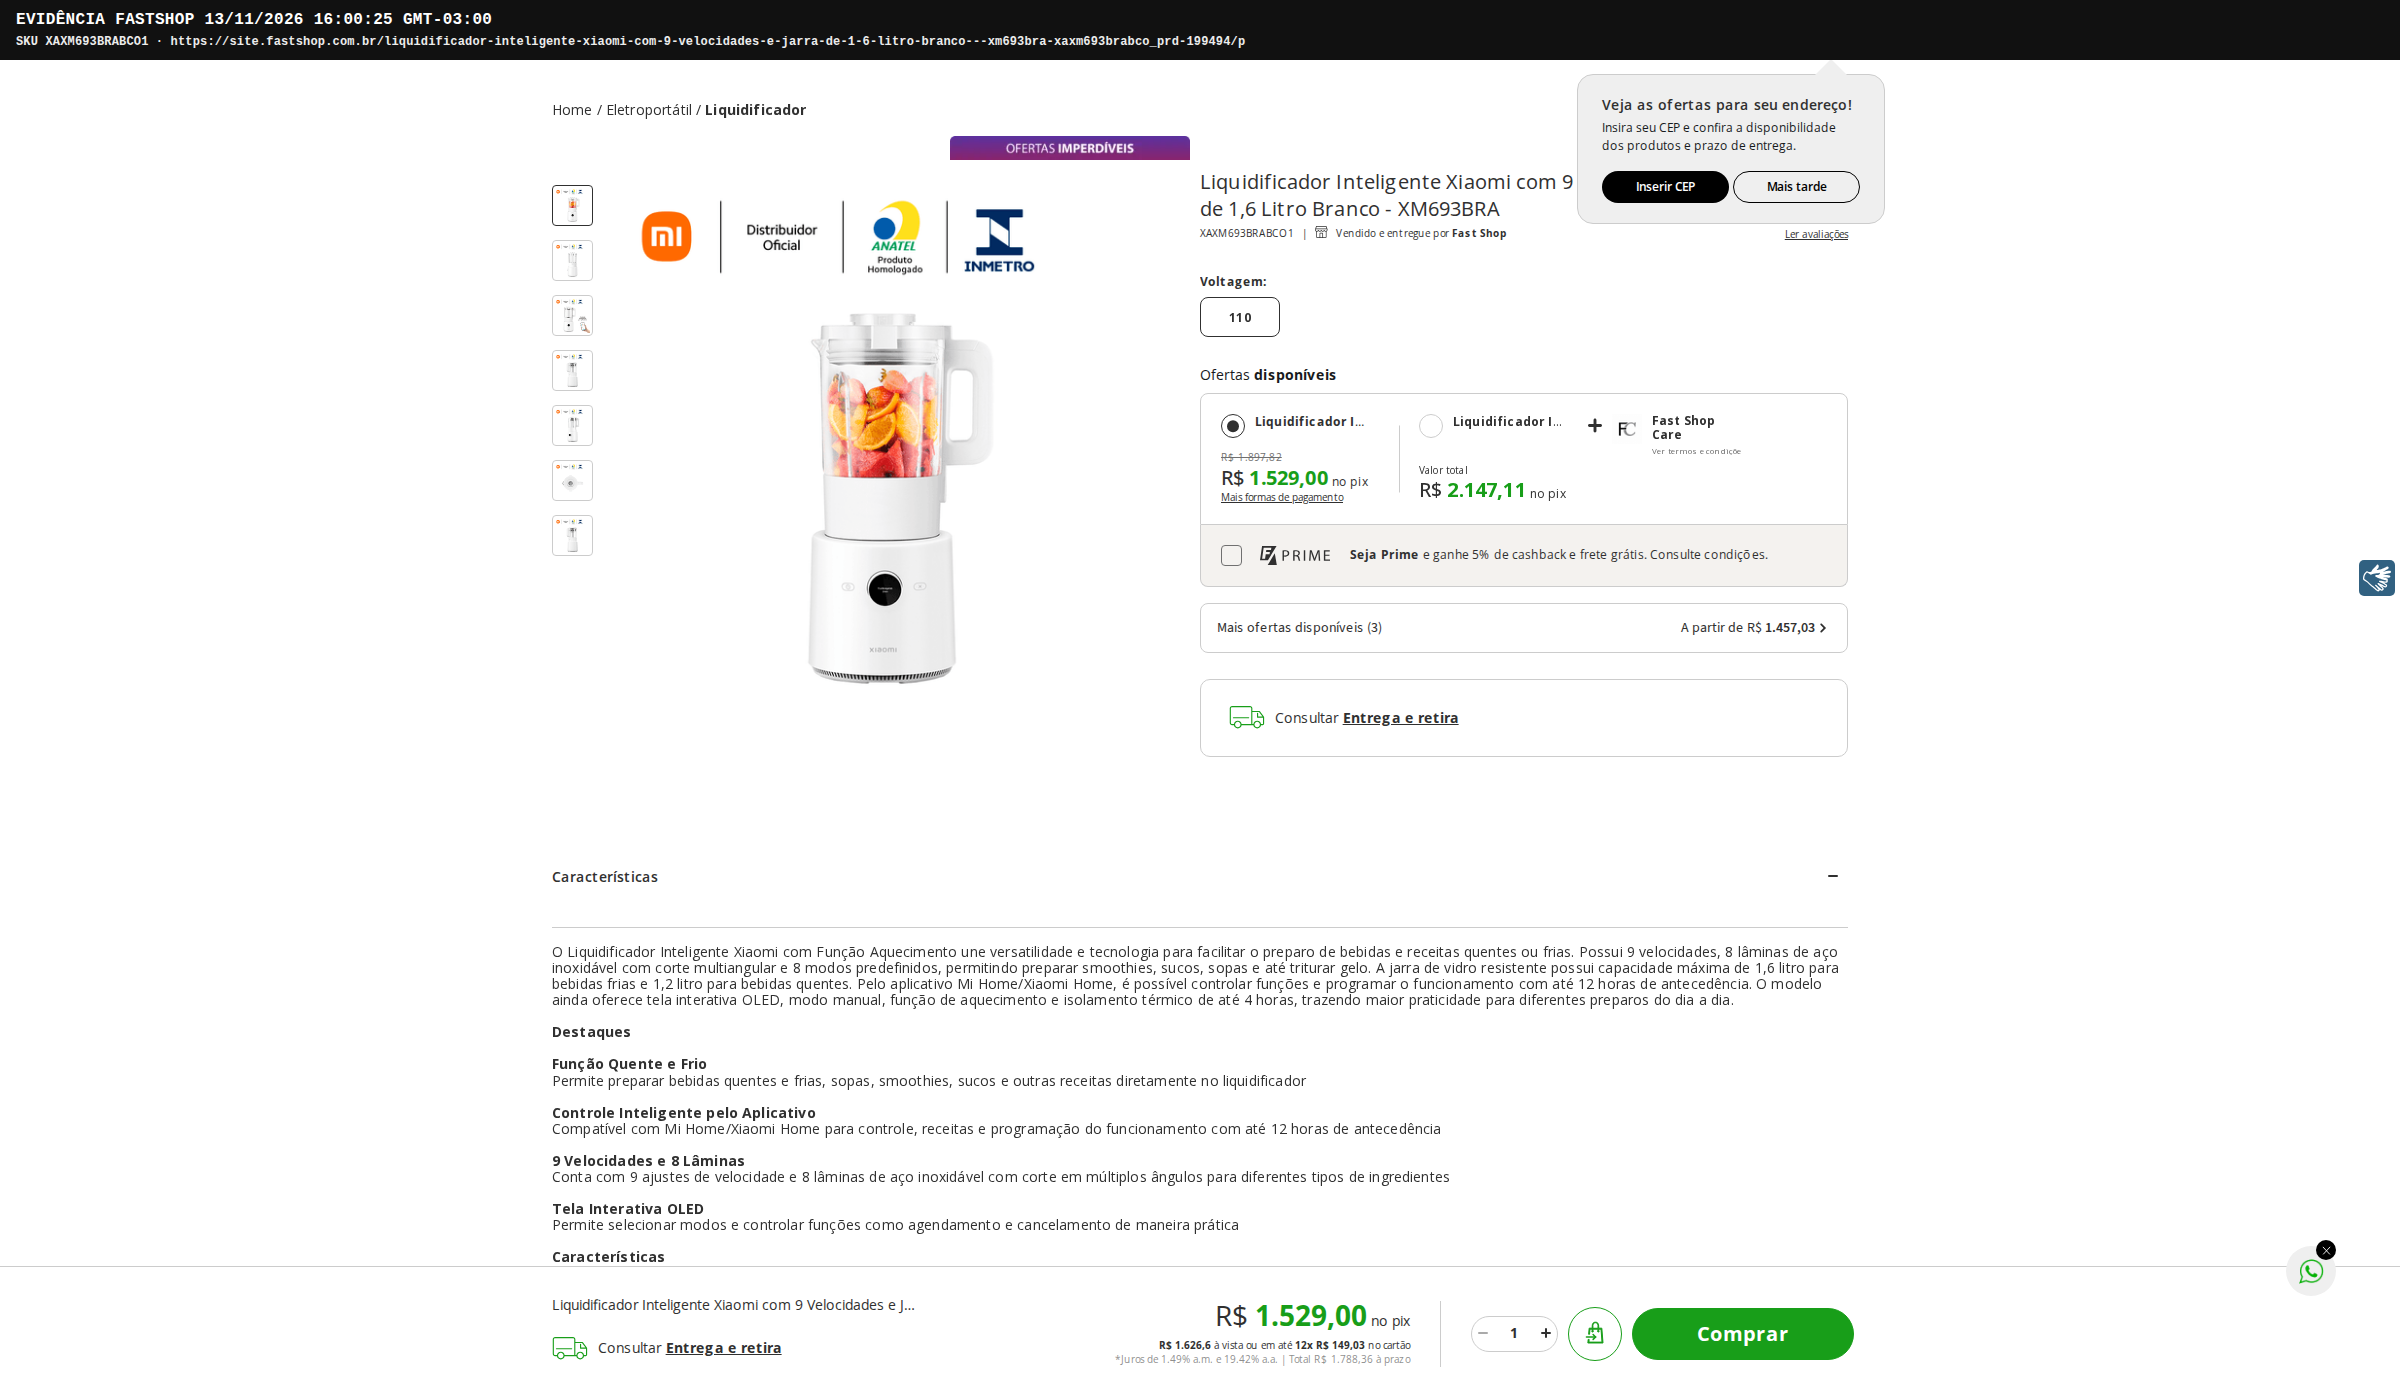 EVIDÊNCIA FASTSHOP 13/11/2026 16:00:25 GMT-03:00
SKU XAXM693BRABCO1 · https://site.fastshop.com.br/liquidificador-inteligente-xiaomi-com-9-velocidades-e-jarra-de-1-6-litro-branco---xm693bra-xaxm693brabco_prd-199494/p
Veja as ofertas para seu endereço!
Insira seu CEP e confira a disponibilidade
dos produtos e prazo de entrega.
Inserir CEP
Mais tarde
Home / Eletroportátil / Liquidificador
OFERTAS IMPERDÍVEIS
mi
Distribuidor
Oficial
ANATEL
Produto
Homologado
INMETRO
xiaomi
Liquidificador Inteligente Xiaomi com 9
de 1,6 Litro Branco - XM693BRA
XAXM693BRABCO1 | Vendido e entregue por Fast Shop
Ler avaliações
Voltagem:
110
Ofertas disponíveis
Liquidificador I...
R$ 1.897,82
R$ 1.529,00 no pix
Mais formas de pagamento
Liquidificador I...
+
FC
Fast Shop
Care
Ver termos e condiçõe
Valor total
R$ 2.147,11 no pix
PRIME
Seja Prime e ganhe 5% de cashback e frete grátis. Consulte condições.
Mais ofertas disponíveis (3)
A partir de R$ 1.457,03
Consultar Entrega e retira
Características
O Liquidificador Inteligente Xiaomi com Função Aquecimento une versatilidade e tecnologia para facilitar o preparo de bebidas e receitas quentes ou frias. Possui 9 velocidades, 8 lâminas de aço
inoxidável com corte multiangular e 8 modos predefinidos, permitindo preparar smoothies, sucos, sopas e até triturar gelo. A jarra de vidro resistente possui capacidade máxima de 1,6 litro para
bebidas frias e 1,2 litro para bebidas quentes. Pelo aplicativo Mi Home/Xiaomi Home, é possível controlar funções e programar o funcionamento com até 12 horas de antecedência. O modelo
ainda oferece tela interativa OLED, modo manual, função de aquecimento e isolamento térmico de até 4 horas, trazendo maior praticidade para diferentes preparos do dia a dia.
Destaques
Função Quente e Frio
Permite preparar bebidas quentes e frias, sopas, smoothies, sucos e outras receitas diretamente no liquidificador
Controle Inteligente pelo Aplicativo
Compatível com Mi Home/Xiaomi Home para controle, receitas e programação do funcionamento com até 12 horas de antecedência
9 Velocidades e 8 Lâminas
Conta com 9 ajustes de velocidade e 8 lâminas de aço inoxidável com corte em múltiplos ângulos para diferentes tipos de ingredientes
Tela Interativa OLED
Permite selecionar modos e controlar funções como agendamento e cancelamento de maneira prática
Características
Liquidificador Inteligente Xiaomi com 9 Velocidades e J...
Consultar Entrega e retira
R$ 1.529,00 no pix
R$ 1.626,6 à vista ou em até 12x R$ 149,03 no cartão
*Juros de 1.49% a.m. e 19.42% a.a. | Total R$ 1.788,36 à prazo
− 1 +
Comprar